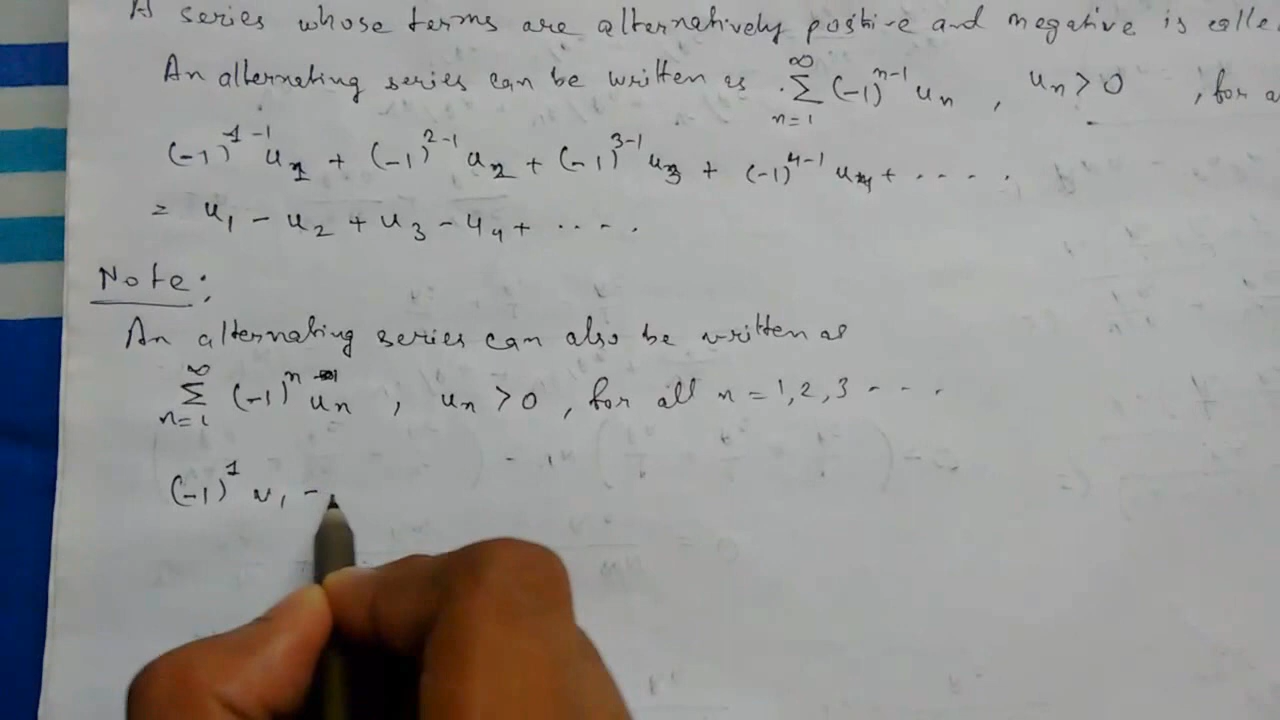 A series whose terms are alternatively positive and negative is calle
An alternating series can be written as ∑_{n=1}^{∞} (-1)^{n-1} u_n , u_n > 0 , for a
(-1)^{1-1} u_1 + (-1)^{2-1} u_2 + (-1)^{3-1} u_3 + (-1)^{4-1} u_4 + .....
= u_1 - u_2 + u_3 - u_4 + .....
Note:
An alternating series can also be written as
∑_{n=1}^{∞} (-1)^n u_n , u_n > 0 , for all n = 1, 2, 3 ---
(-1)^1 u_1 -